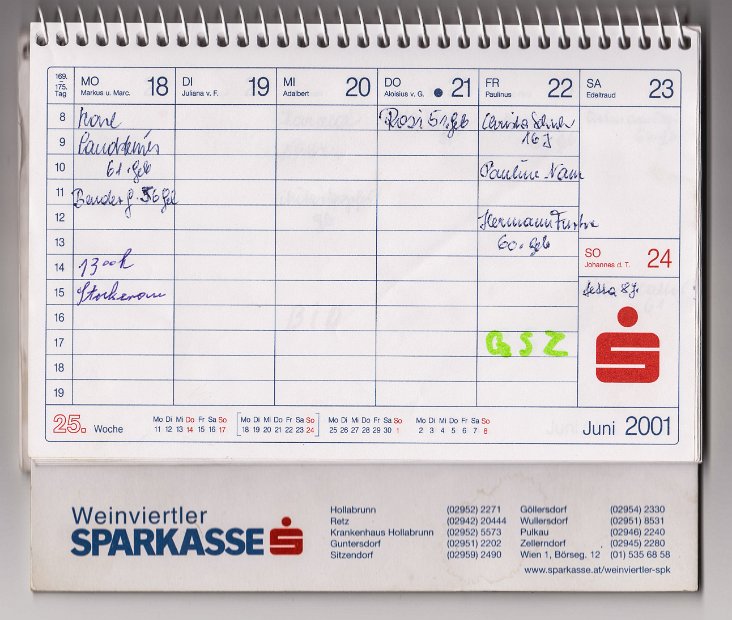 169.
–
175.
Tag
MO 18
Markus u. Marc.
DI 19
Juliana v. F.
MI 20
Adalbert
DO 21
Aloisius v. G.
FR 22
Paulinus
SA 23
Edeltraud
8
9
10
11
12
13
14
15
16
17
18
19
61. Geb
13 00 h
Stockerau
Rosi 51. Geb
16 J
Hermann
60. Geb
GSZ
SO 24
Johannes d. T.
8 J.
25. Woche
Mo Di Mi Do Fr Sa So
11 12 13 14 15 16 17
Mo Di Mi Do Fr Sa So
18 19 20 21 22 23 24
Mo Di Mi Do Fr Sa So
25 26 27 28 29 30 1
Mo Di Mi Do Fr Sa So
2 3 4 5 6 7 8
Juni 2001
Weinviertler
SPARKASSE
Hollabrunn (02952) 2271
Retz (02942) 20444
Krankenhaus Hollabrunn (02952) 5573
Guntersdorf (02951) 2202
Sitzendorf (02959) 2490
Göllersdorf (02954) 2330
Wullersdorf (02951) 8531
Pulkau (02946) 2240
Zellerndorf (02945) 2280
Wien 1, Börseg. 12 (01) 535 68 58
www.sparkasse.at/weinviertler-spk